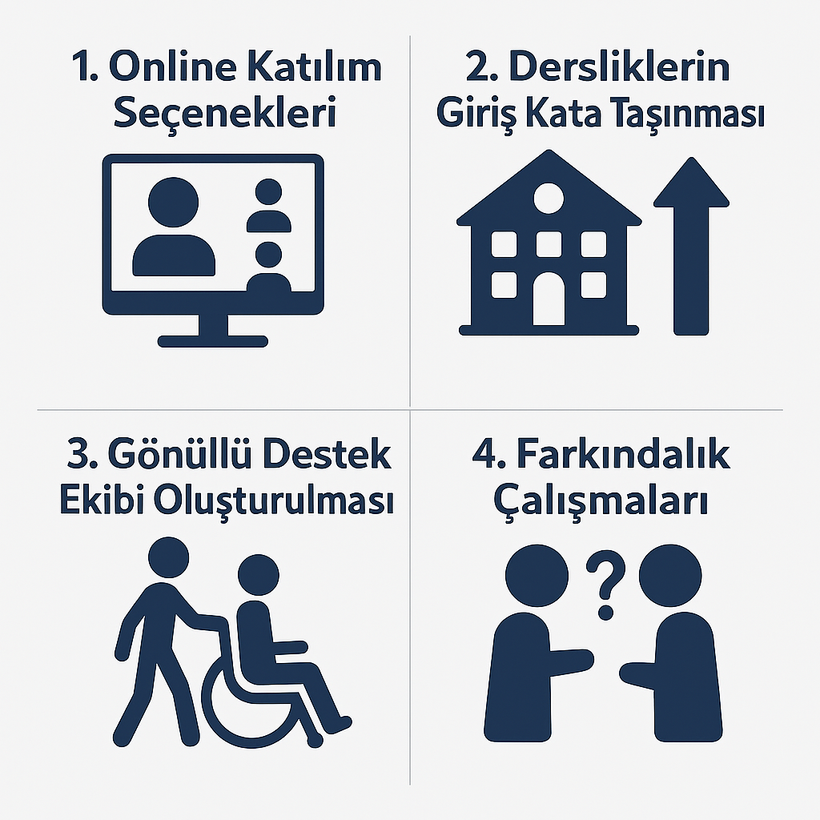 1. Online Katılım
Seçenekleri
2. Dersliklerin
Giriş Kata Taşınması
3. Gönüllü Destek
Ekibi Oluşturulması
4. Farkındalık
Çalışmaları
?